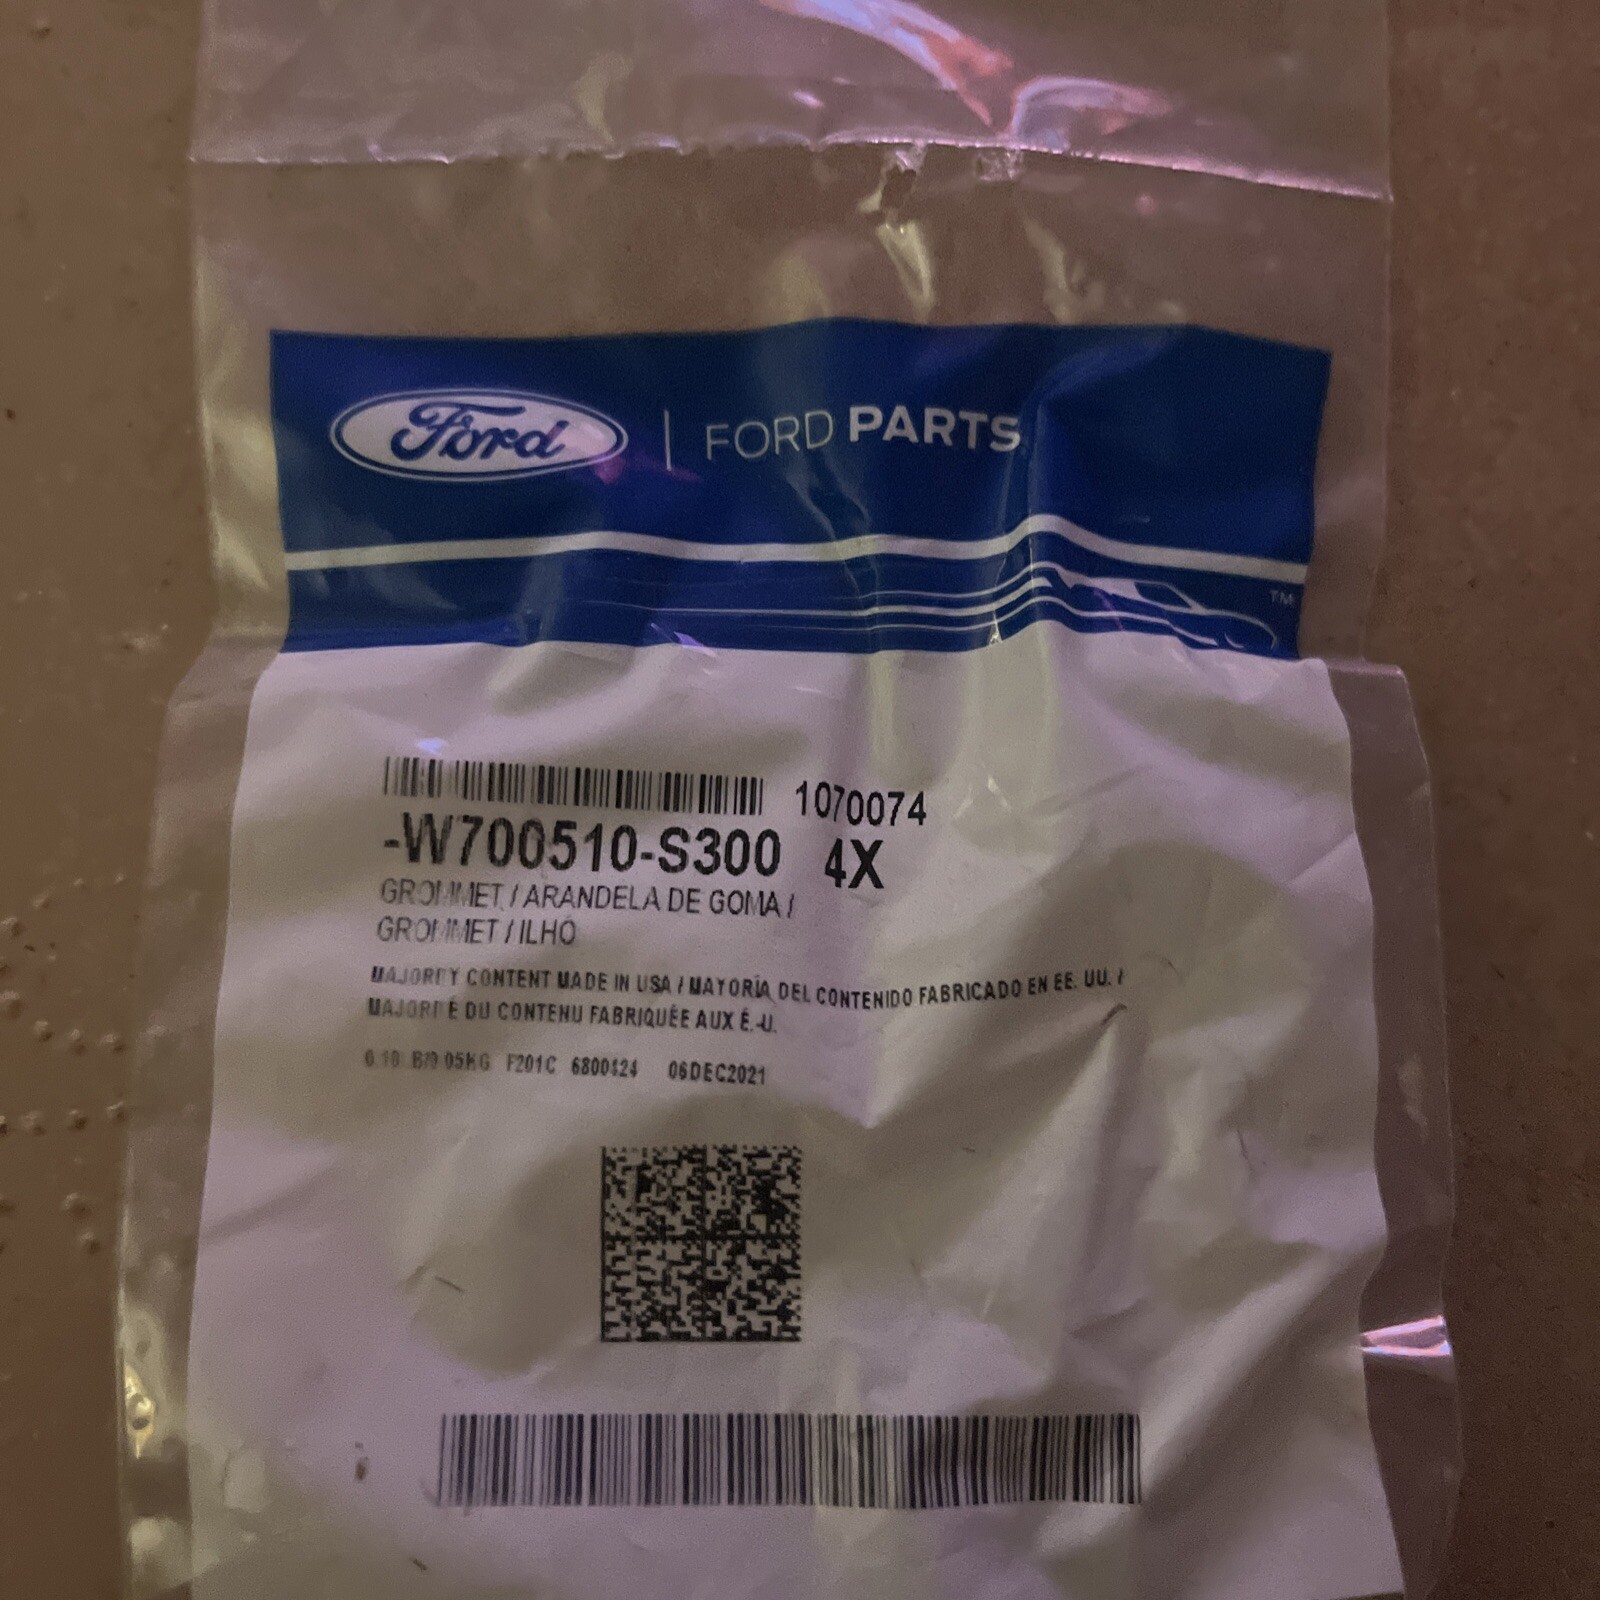 Ford | FORD PARTS
TM
1070074
-W700510-S300 4X
GROMMET / ARANDELA DE GOMA /
GROMMET / ILHÓ
MAJORITY CONTENT MADE IN USA / MAYORÍA DEL CONTENIDO FABRICADO EN EE. UU. /
MAJORITÉ DU CONTENU FABRIQUÉE AUX É.-U.
F201C 06DEC2021